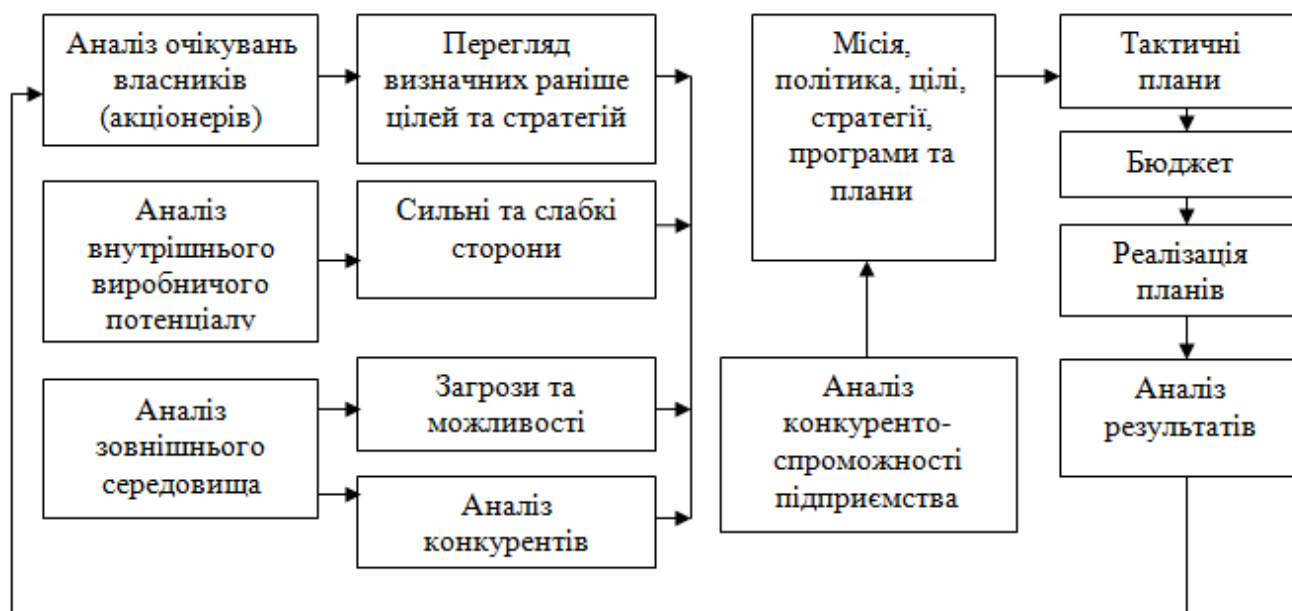 Аналіз очікувань
власників
(акціонерів)
Перегляд
визначних раніше
цілей та стратегій
Місія,
політика, цілі,
стратегії,
програми та
плани
Тактичні
плани
Бюджет
Аналіз
внутрішнього
виробничого
потенціалу
Сильні та слабкі
сторони
Реалізація
планів
Аналіз
зовнішнього
середовища
Загрози та
можливості
Аналіз
конкурентів
Аналіз
конкуренто-
спроможності
підприємства
Аналіз
результатів